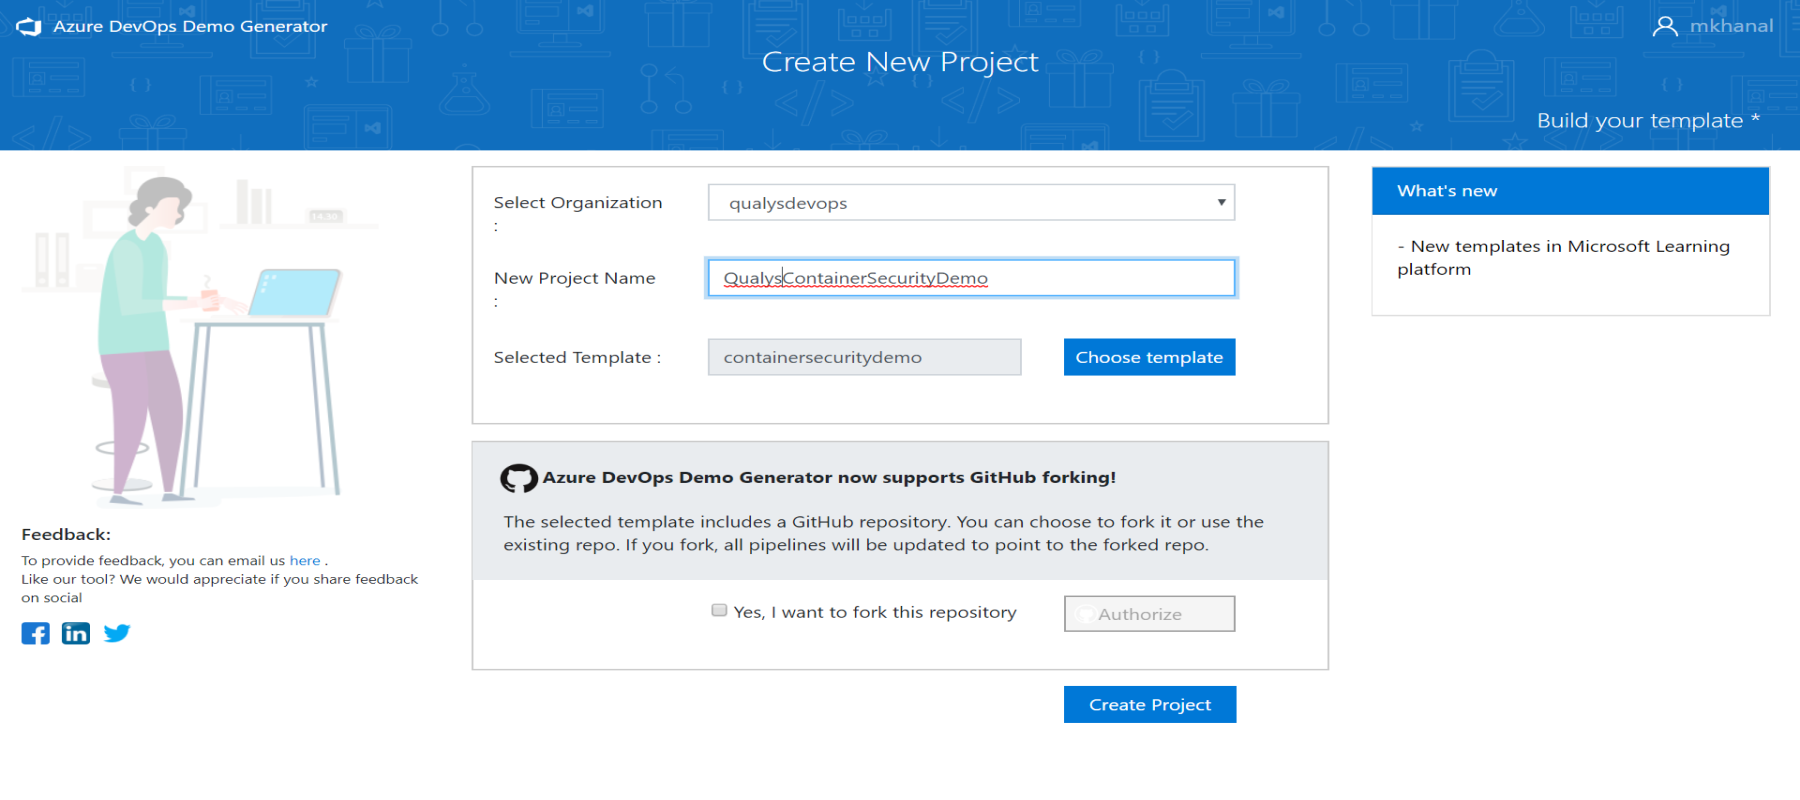 Azure DevOps Demo Generator
mkhanal
Create New Project
Build your template *
14:30
Select Organization
:
qualysdevops
New Project Name
:
QualysContainerSecurityDemo
Selected Template :
containersecuritydemo
Choose template
What's new
- New templates in Microsoft Learning
platform
Azure DevOps Demo Generator now supports GitHub forking!
The selected template includes a GitHub repository. You can choose to fork it or use the
existing repo. If you fork, all pipelines will be updated to point to the forked repo.
Yes, I want to fork this repository
Authorize
Create Project
Feedback:
To provide feedback, you can email us here .
Like our tool? We would appreciate if you share feedback
on social